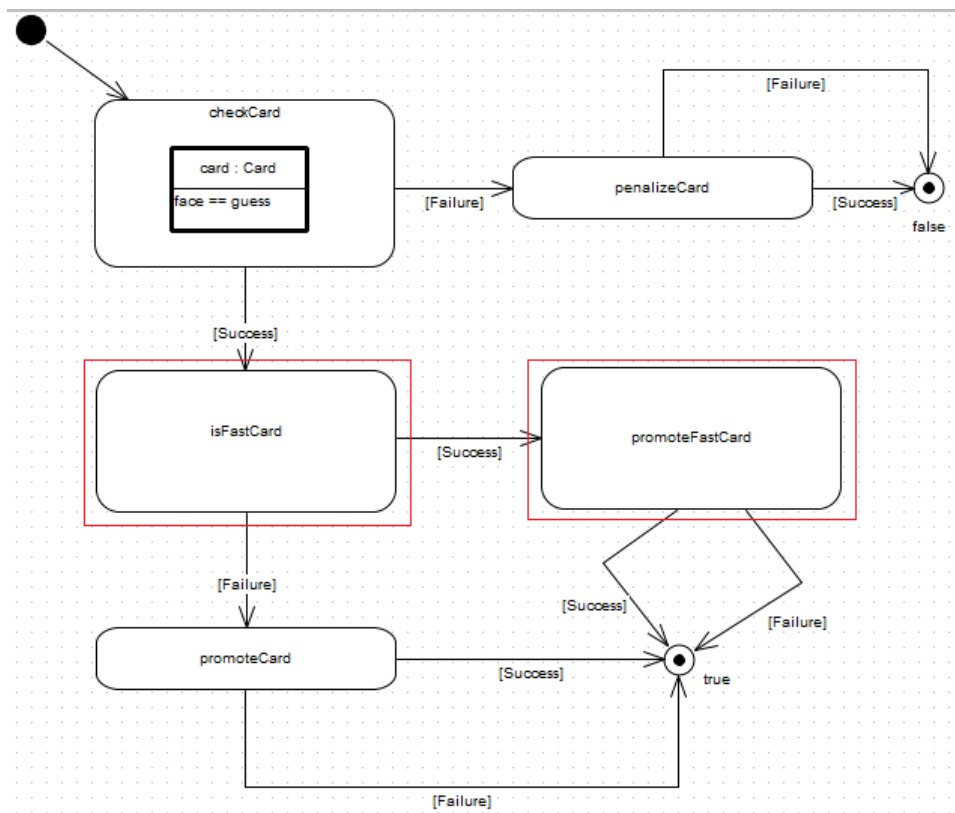 checkCard
card : Card
face == guess
[Failure]
penalizeCard
[Failure]
[Success]
false
[Success]
isFastCard
[Success]
promoteFastCard
[Failure]
[Success]
[Failure]
promoteCard
[Success]
true
[Failure]